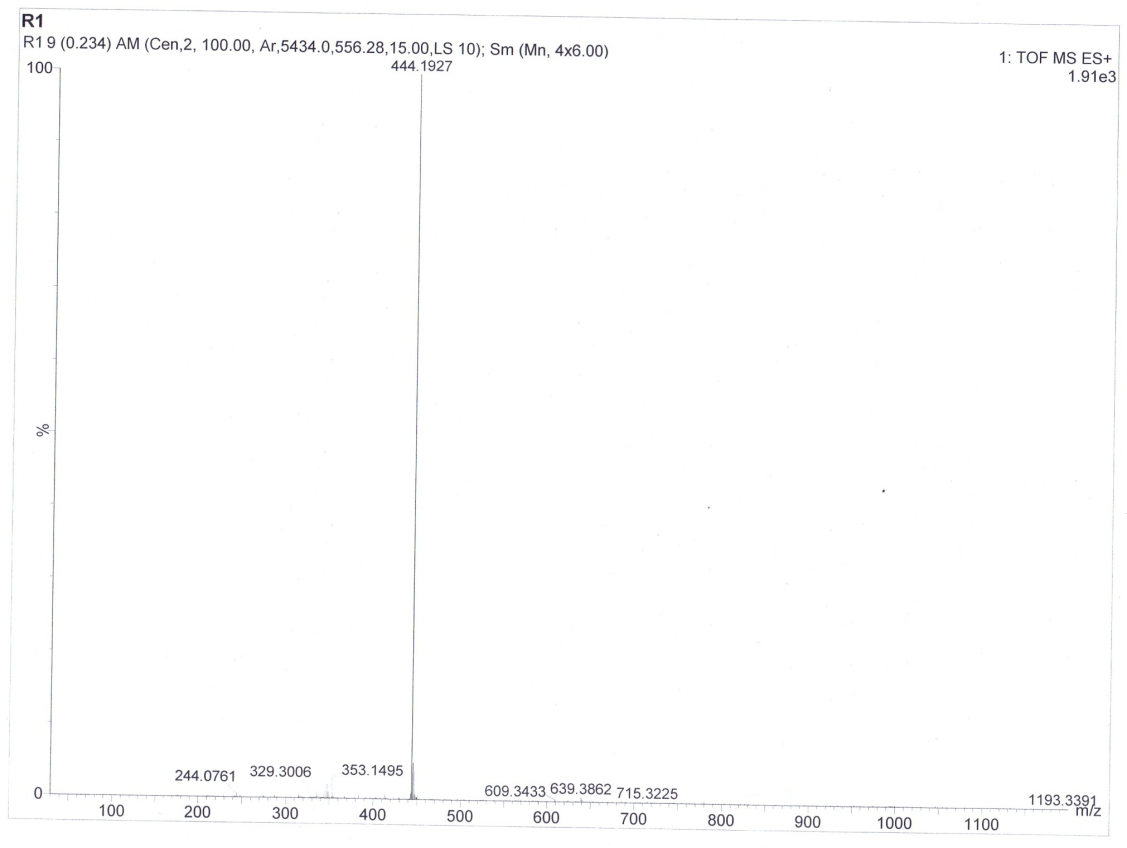 R1
R1 9 (0.234) AM (Cen,2, 100.00, Ar,5434.0,556.28,15.00,LS 10); Sm (Mn, 4x6.00)
1: TOF MS ES+
1.91e3
100
444.1927
%
244.0761
329.3006
353.1495
609.3433
639.3862
715.3225
1193.3391
0
m/z
100 200 300 400 500 600 700 800 900 1000 1100